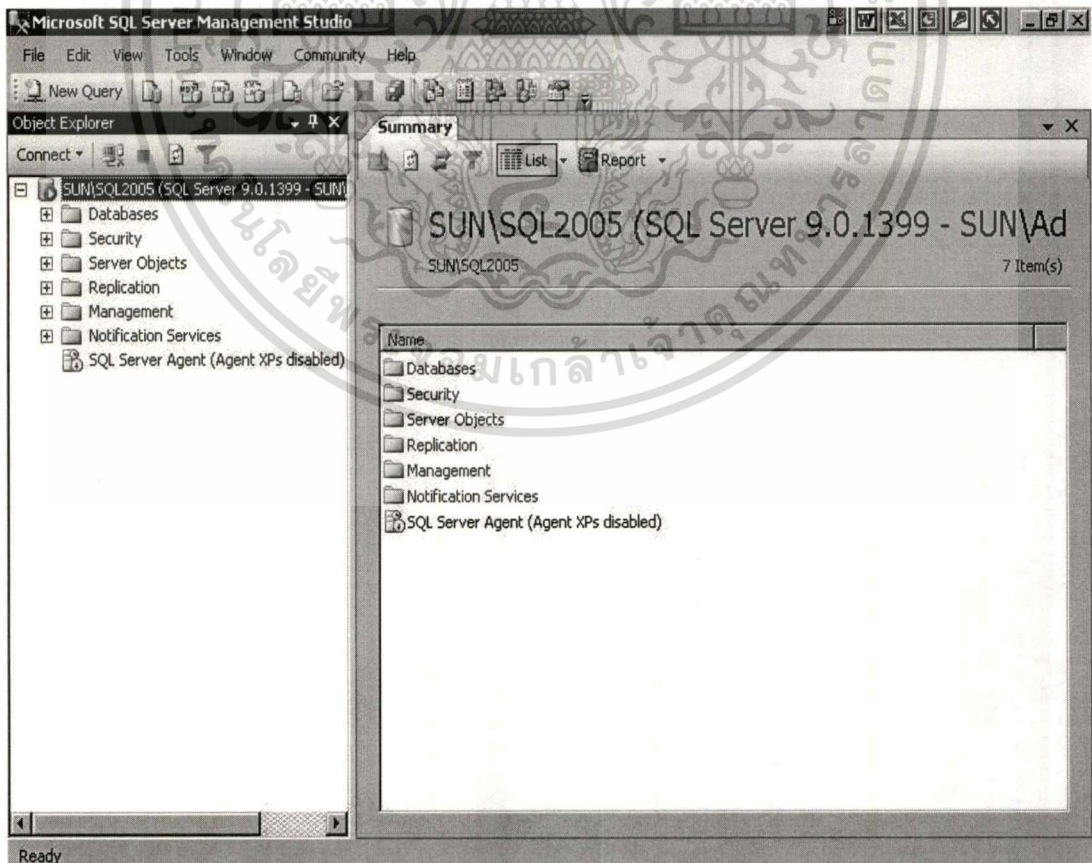 Microsoft SQL Server Management Studio
File Edit View Tools Window Community Help
New Query
Object Explorer
Connect
SUN\SQL2005 (SQL Server 9.0.1399 - SUN\
Databases
Security
Server Objects
Replication
Management
Notification Services
SQL Server Agent (Agent XPs disabled)
Summary
List Report
SUN\SQL2005 (SQL Server 9.0.1399 - SUN\Ad
SUN\SQL2005 7 Item(s)
Name
Databases
Security
Server Objects
Replication
Management
Notification Services
SQL Server Agent (Agent XPs disabled)
Ready